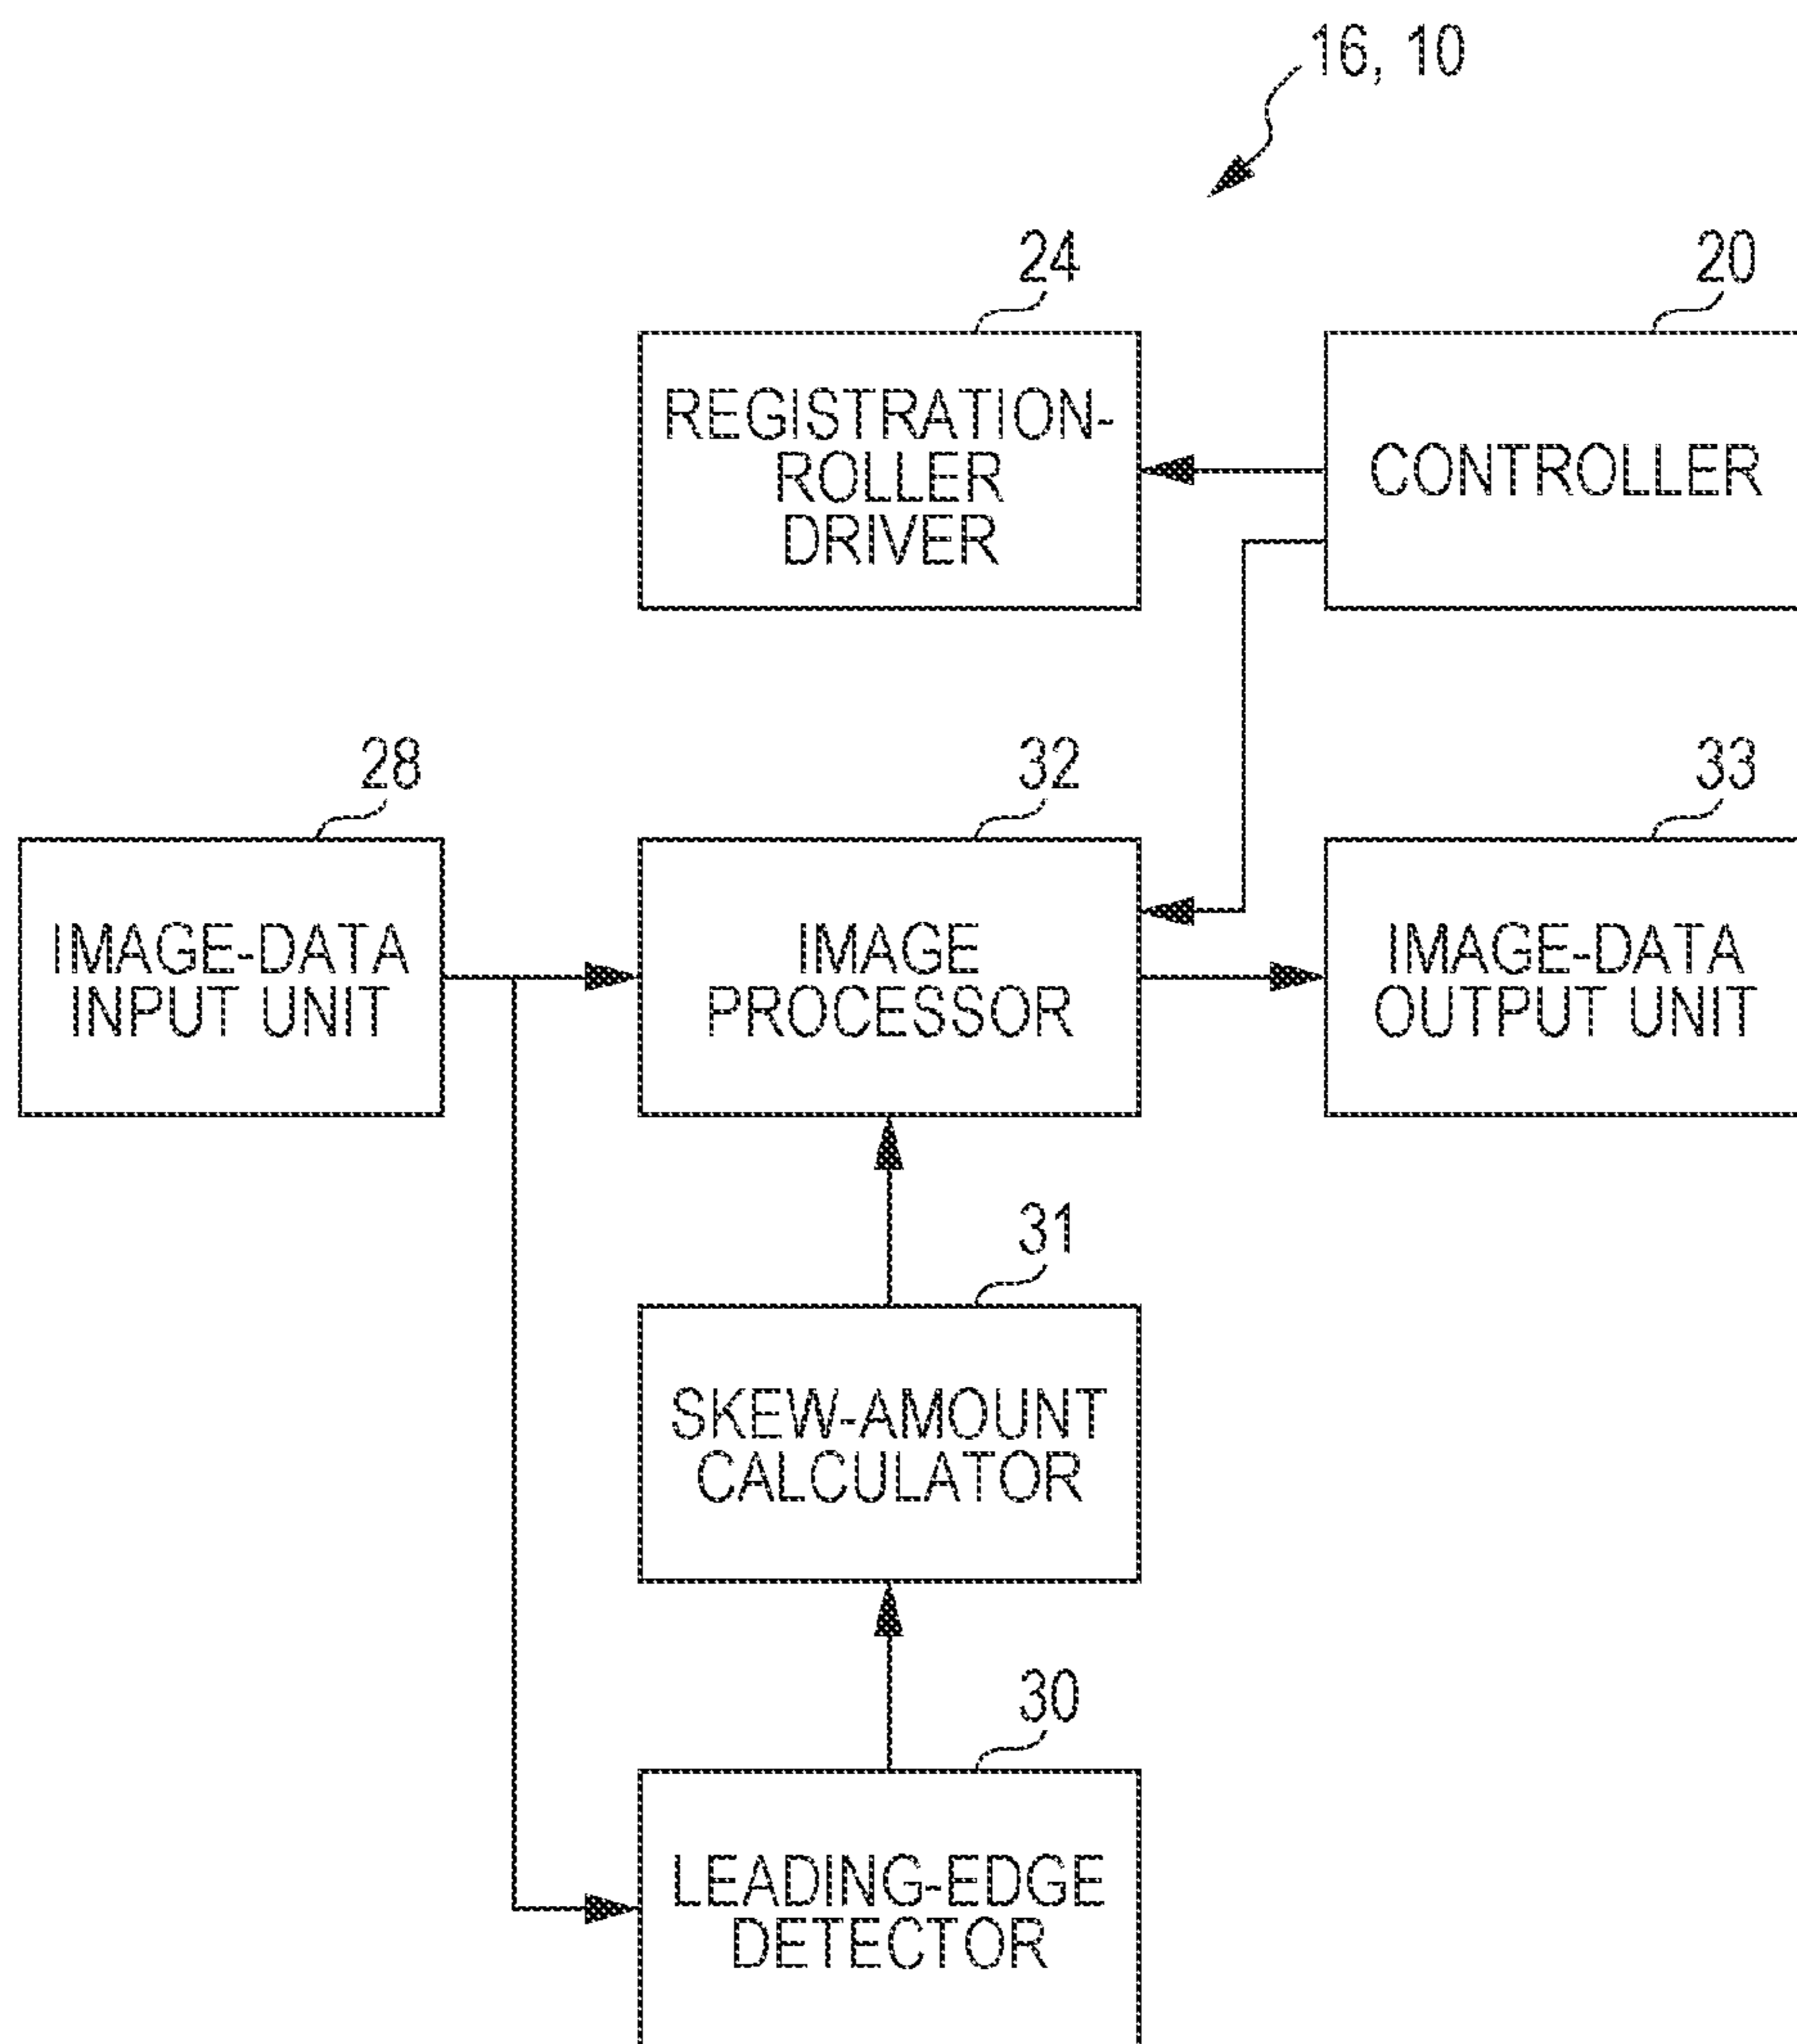 16, 10
24
20
REGISTRATION-
ROLLER
DRIVER
CONTROLLER
28
32
33
IMAGE-DATA
INPUT UNIT
IMAGE
PROCESSOR
IMAGE-DATA
OUTPUT UNIT
31
SKEW-AMOUNT
CALCULATOR
30
LEADING-EDGE
DETECTOR